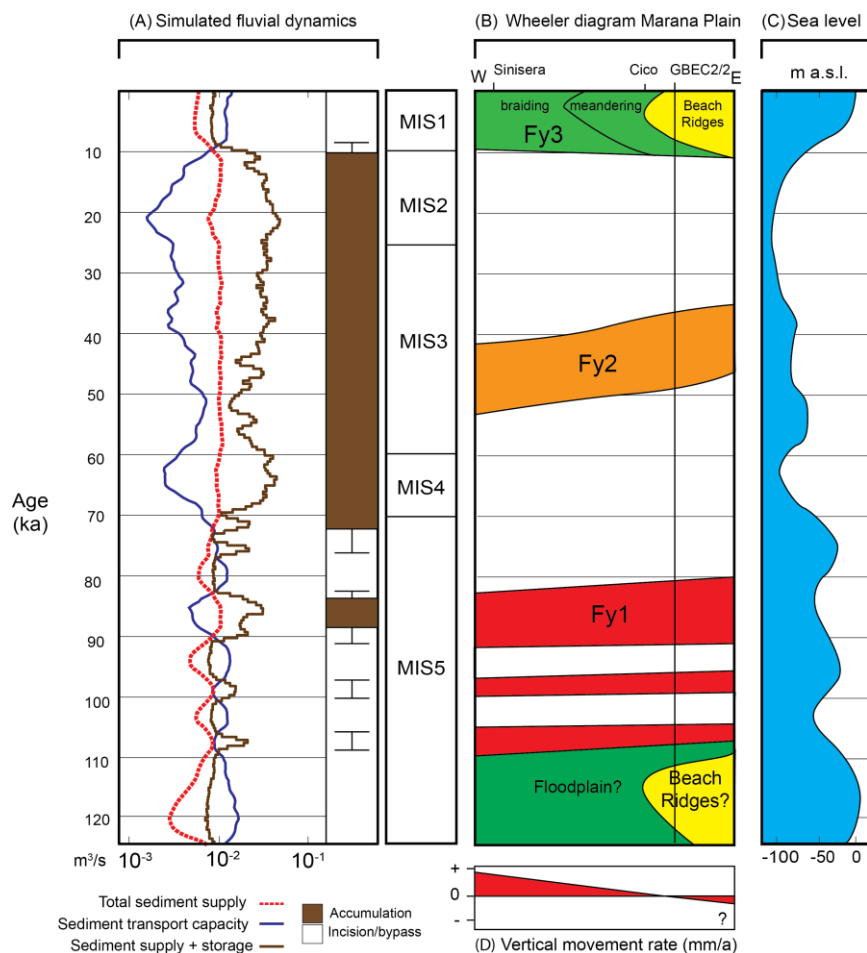 (A) Simulated fluvial dynamics
(B) Wheeler diagram Marana Plain
(C) Sea level
W Sinisera Cico GBEC2/2 E
m a.s.l.
braiding meandering
Beach
Ridges
Fy3
MIS1
10
MIS2
20
30
MIS3
40
Fy2
50
60
MIS4
Age
(ka)
70
80
Fy1
90
MIS5
100
110
Floodplain?
Beach
Ridges?
120
m³/s 10⁻³ 10⁻² 10⁻¹
-100 -50 0
+
0
-
?
(D) Vertical movement rate (mm/a)
Total sediment supply
Sediment transport capacity
Sediment supply + storage
Accumulation
Incision/bypass